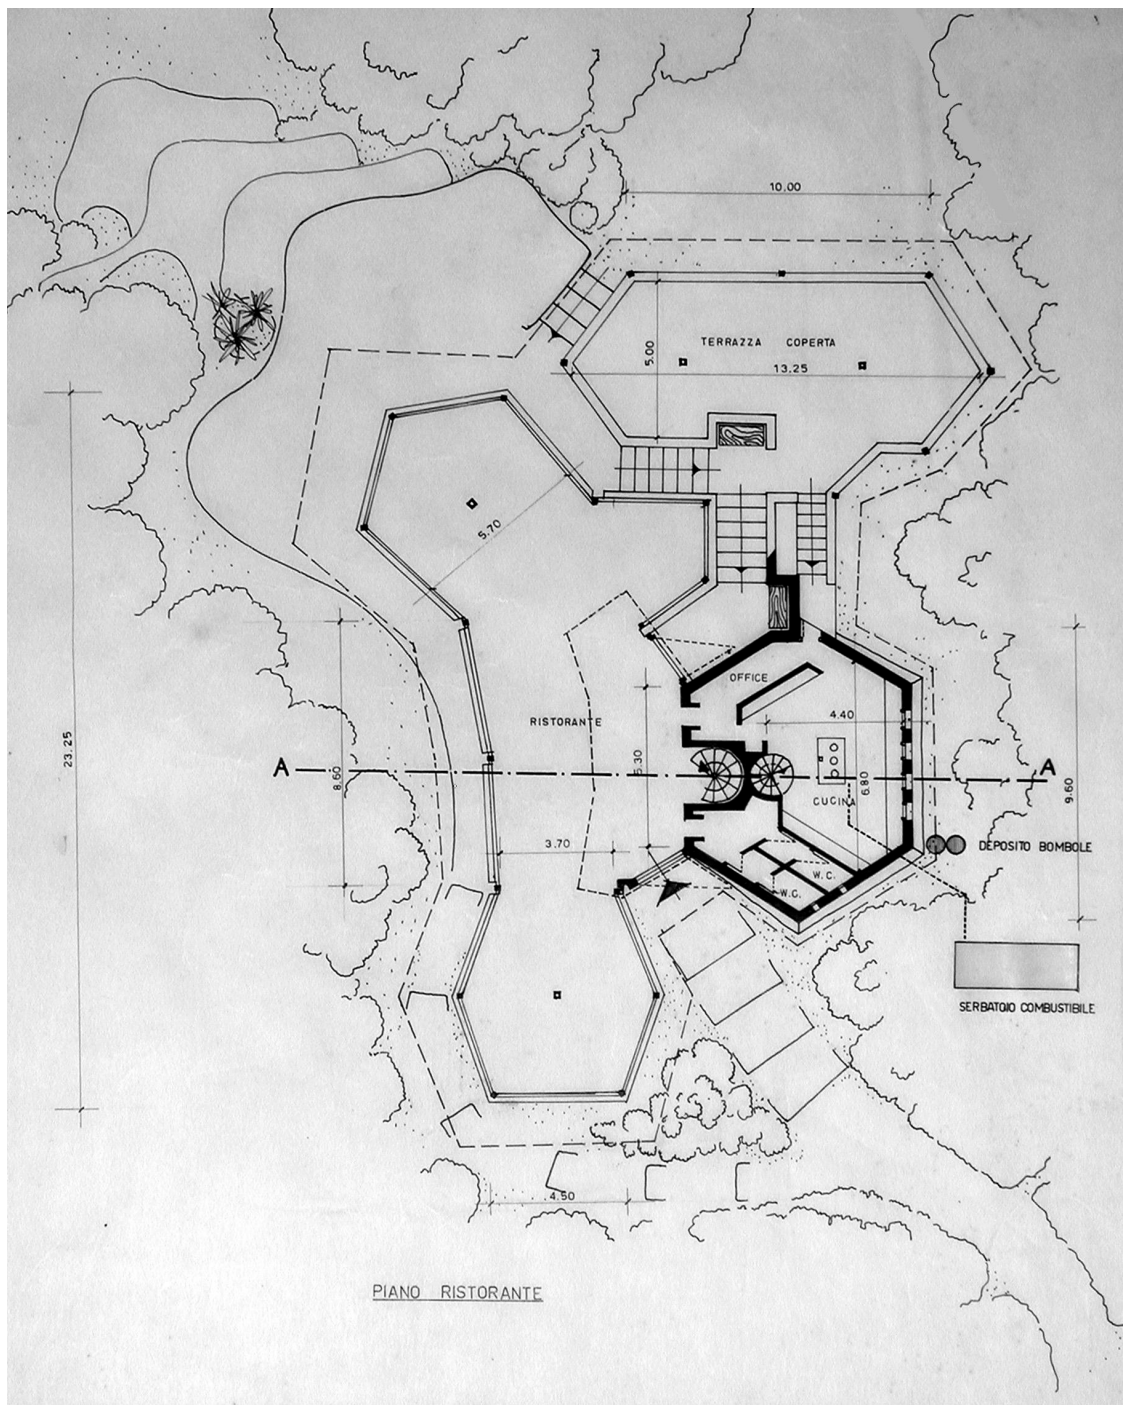 10.00
TERRAZZA COPERTA
5.00
13.25
5.70
OFFICE
RISTORANTE
4.40
23.25
A
A
8.60
5.30
6.80
9.60
CUCINA
3.70
DEPOSITO BOMBOLE
W.C.
W.C.
SERBATOIO COMBUSTIBILE
4.50
PIANO RISTORANTE